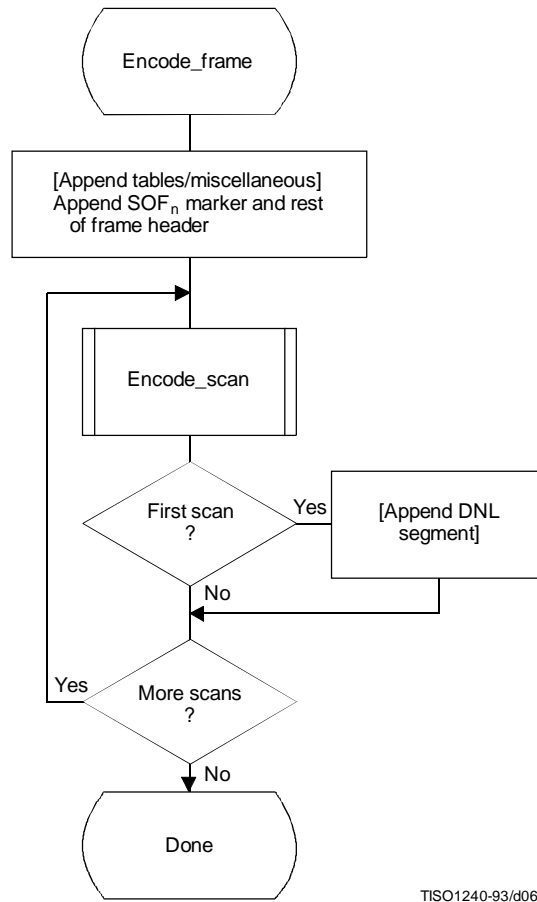 Encode_frame
[Append tables/miscellaneous]
Append SOFn marker and rest
of frame header
Encode_scan
First scan
?
Yes
[Append DNL
segment]
No
More scans
?
Yes
No
Done
TISO1240-93/d06